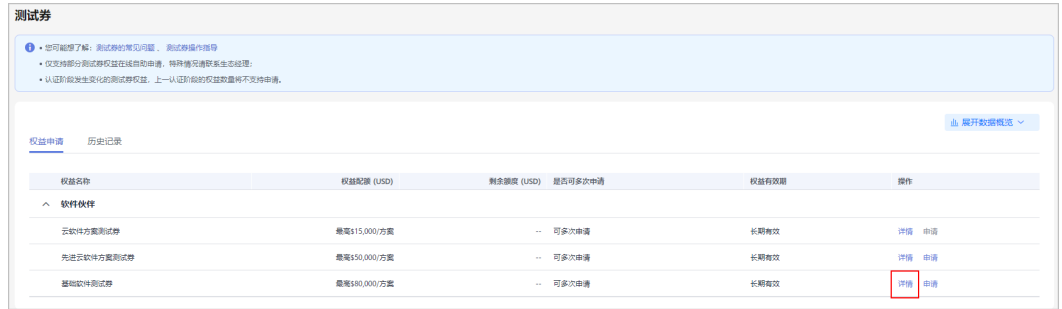 测试券
• 您可能想了解：测试券的常见问题 、 测试券操作指导
• 仅支持部分测试券权益在线自助申请，特殊情况请联系生态经理；
• 认证阶段发生变化的测试券权益，上一认证阶段的权益数量将不支持申请。
展开数据概览
权益申请 历史记录
权益名称 权益配额 (USD) 剩余额度 (USD) 是否可多次申请 权益有效期 操作
软件伙伴
云软件方案测试券 最高$15,000/方案 -- 可多次申请 长期有效 详情 申请
先进云软件方案测试券 最高$50,000/方案 -- 可多次申请 长期有效 详情 申请
基础软件测试券 最高$80,000/方案 -- 可多次申请 长期有效 详情 申请